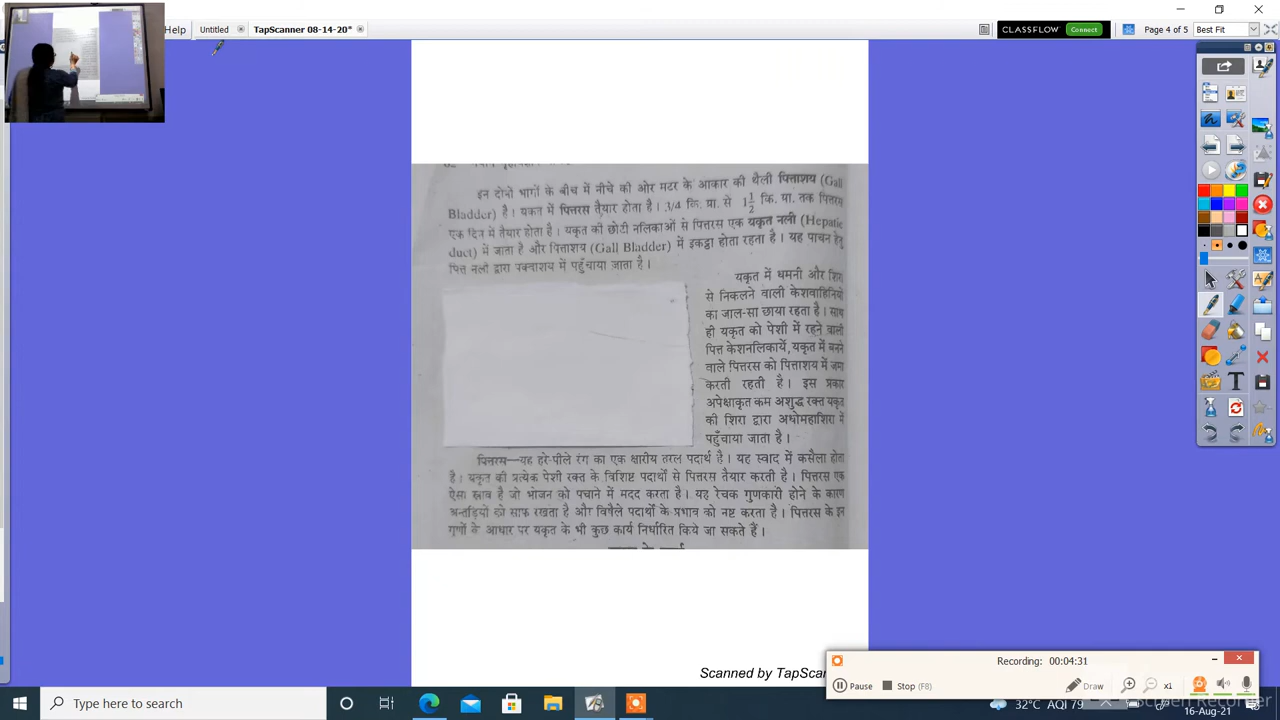 Help
Untitled
TapScanner 08-14-20*
CLASSFLOW
Connect
Page 4 of 5
Best Fit
इन दोनों भागों के बीच में नीचे की ओर मटर के आकार की थैली पित्ताशय (Gall
Bladder) है। यकृत में पित्तरस तैयार होता है। 3/4 कि. ग्रा. से 1 1/2 कि. ग्रा. तक पित्तरस
एक दिन में तैयार होता है। यकृत की छोटी नलिकाओं से पित्तरस एक यकृत नली (Hepatic
duct) में जाता है और पित्ताशय (Gall Bladder) में इकट्ठा होता रहता है। यह पाचन हेतु
पित्त नली द्वारा पक्वाशय में पहुँचाया जाता है।
यकृत में धमनी और शिरा
से निकलने वाली केशवाहिनियों
का जाल-सा छाया रहता है। साथ
ही यकृत की पेशी में रहने वाली
पित्त केशनलिकायें, यकृत में बनने
वाले पित्तरस को पित्ताशय में जमा
करती रहती है। इस प्रकार
अपेक्षाकृत कम अशुद्ध रक्त यकृत
की शिरा द्वारा अधोमहाशिरा में
पहुँचाया जाता है।
पित्तरस—यह हरे-पीले रंग का एक क्षारीय तरल पदार्थ है। यह स्वाद में कसैला होता
है। यकृत की प्रत्येक पेशी रक्त के विशिष्ट पदार्थों से पित्तरस तैयार करती है। पित्तरस एक
ऐसा स्राव है जो भोजन को पचाने में मदद करता है। यह रेचक गुणकारी होने के कारण
अन्तड़ियों को साफ रखता है और विषैले पदार्थों के प्रभाव को नष्ट करता है। पित्तरस के इन
गुणों के आधार पर यकृत के भी कुछ कार्य निर्धारित किये जा सकते हैं।
Scanned by TapScan
Recording: 00:04:31
Pause
Stop (F8)
Draw
x1
Type here to search
32°C AQI 79
16-Aug-21